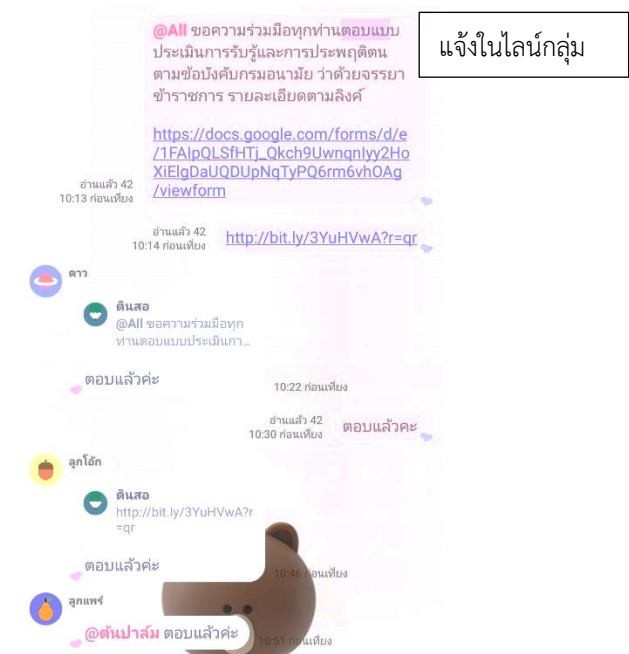 @All ขอความร่วมมือทุกท่านตอบแบบ
ประเมินการรับรู้และการประพฤติตน
ตามข้อบังคับกรมอนามัย ว่าด้วยจรรยา
ข้าราชการ รายละเอียดตามลิงค์
https://docs.google.com/forms/d/e
/1FAIpQLSfHTj_Qkch9UwnqnIyy2Ho
XiElgDaUQDUpNqTyPQ6rm6vhOAg
/viewform
อ่านแล้ว 42
10:13 ก่อนเที่ยง
แจ้งในไลน์กลุ่ม
อ่านแล้ว 42
10:14 ก่อนเที่ยง
http://bit.ly/3YuHVwA?r=qr
ดาว
ดินสอ
@All ขอความร่วมมือทุก
ท่านตอบแบบประเมินกา...
ตอบแล้วค่ะ
10:22 ก่อนเที่ยง
อ่านแล้ว 42
10:30 ก่อนเที่ยง
ตอบแล้วคะ
ลูกโอ๊ก
ดินสอ
http://bit.ly/3YuHVwA?r
=qr
ตอบแล้วค่ะ
10:46 ก่อนเที่ยง
ลูกแพร์
@ต้นปาล์ม ตอบแล้วค่ะ
10:51 ก่อนเที่ยง